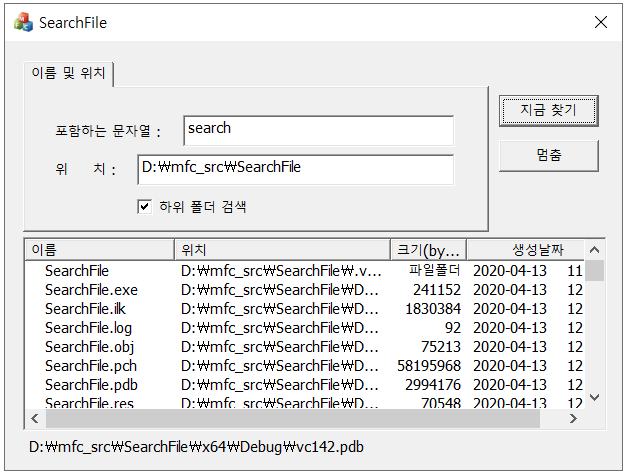 SearchFile
이름 및 위치
지금 찾기
포함하는 문자열 : search
멈춤
위 치 : D:₩mfc_src₩SearchFile
하위 폴더 검색
이름 위치 크기(by... 생성날짜
SearchFile D:₩mfc_src₩SearchFile₩.v... 파일폴더 2020-04-13 11
SearchFile.exe D:₩mfc_src₩SearchFile₩D... 241152 2020-04-13 12
SearchFile.ilk D:₩mfc_src₩SearchFile₩D... 1830384 2020-04-13 12
SearchFile.log D:₩mfc_src₩SearchFile₩D... 92 2020-04-13 12
SearchFile.obj D:₩mfc_src₩SearchFile₩D... 75213 2020-04-13 12
SearchFile.pch D:₩mfc_src₩SearchFile₩D... 58195968 2020-04-13 12
SearchFile.pdb D:₩mfc_src₩SearchFile₩D... 2994176 2020-04-13 12
SearchFile.res D:₩mfc_src₩SearchFile₩D... 70548 2020-04-13 12
D:₩mfc_src₩SearchFile₩x64₩Debug₩vc142.pdb